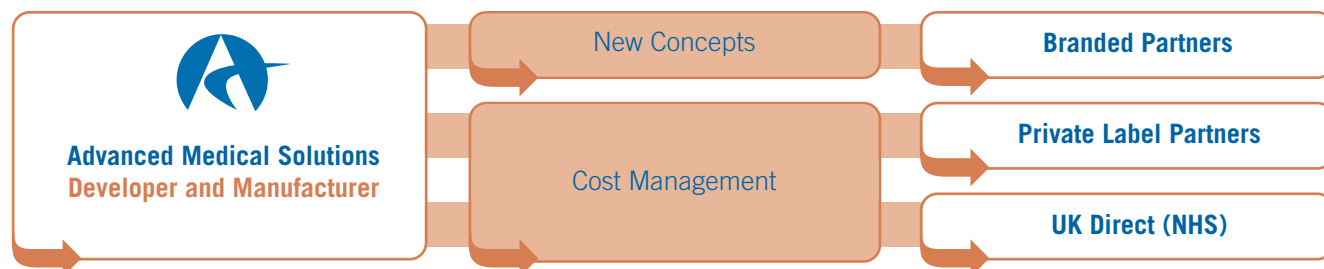 Advanced Medical Solutions
Developer and Manufacturer
New Concepts
Cost Management
Branded Partners
Private Label Partners
UK Direct (NHS)